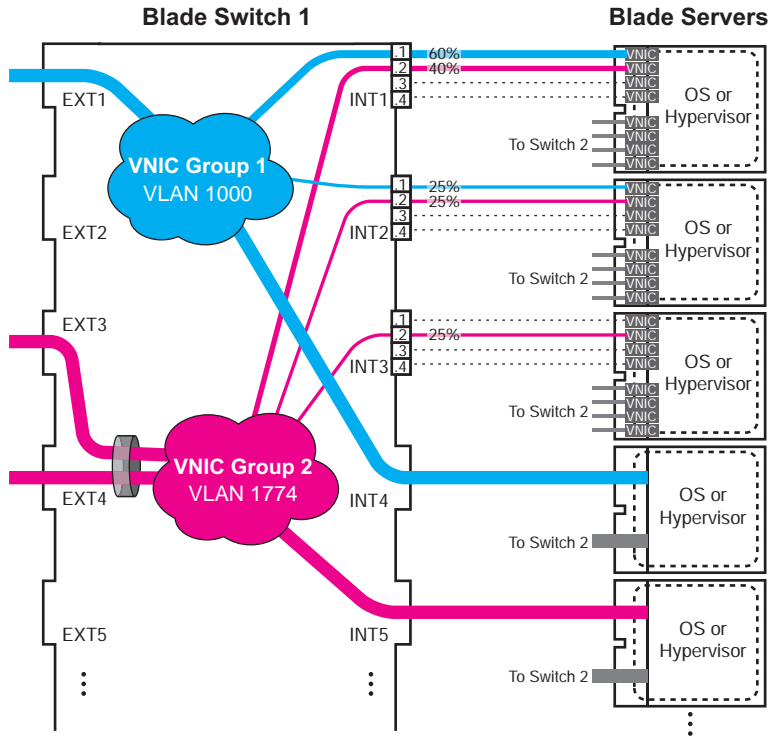 Blade Switch 1
Blade Servers
EXT1
EXT2
EXT3
EXT4
EXT5
VNIC Group 1
VLAN 1000
VNIC Group 2
VLAN 1774
INT1
.1
.2
.3
.4
60%
40%
INT2
.1
.2
.3
.4
25%
25%
INT3
.1
.2
.3
.4
25%
INT4
INT5
VNIC
VNIC
VNIC
VNIC
OS or
Hypervisor
To Switch 2
VNIC
VNIC
VNIC
VNIC
VNIC
VNIC
VNIC
VNIC
OS or
Hypervisor
To Switch 2
VNIC
VNIC
VNIC
VNIC
VNIC
VNIC
VNIC
VNIC
OS or
Hypervisor
To Switch 2
VNIC
VNIC
VNIC
VNIC
OS or
Hypervisor
To Switch 2
OS or
Hypervisor
To Switch 2